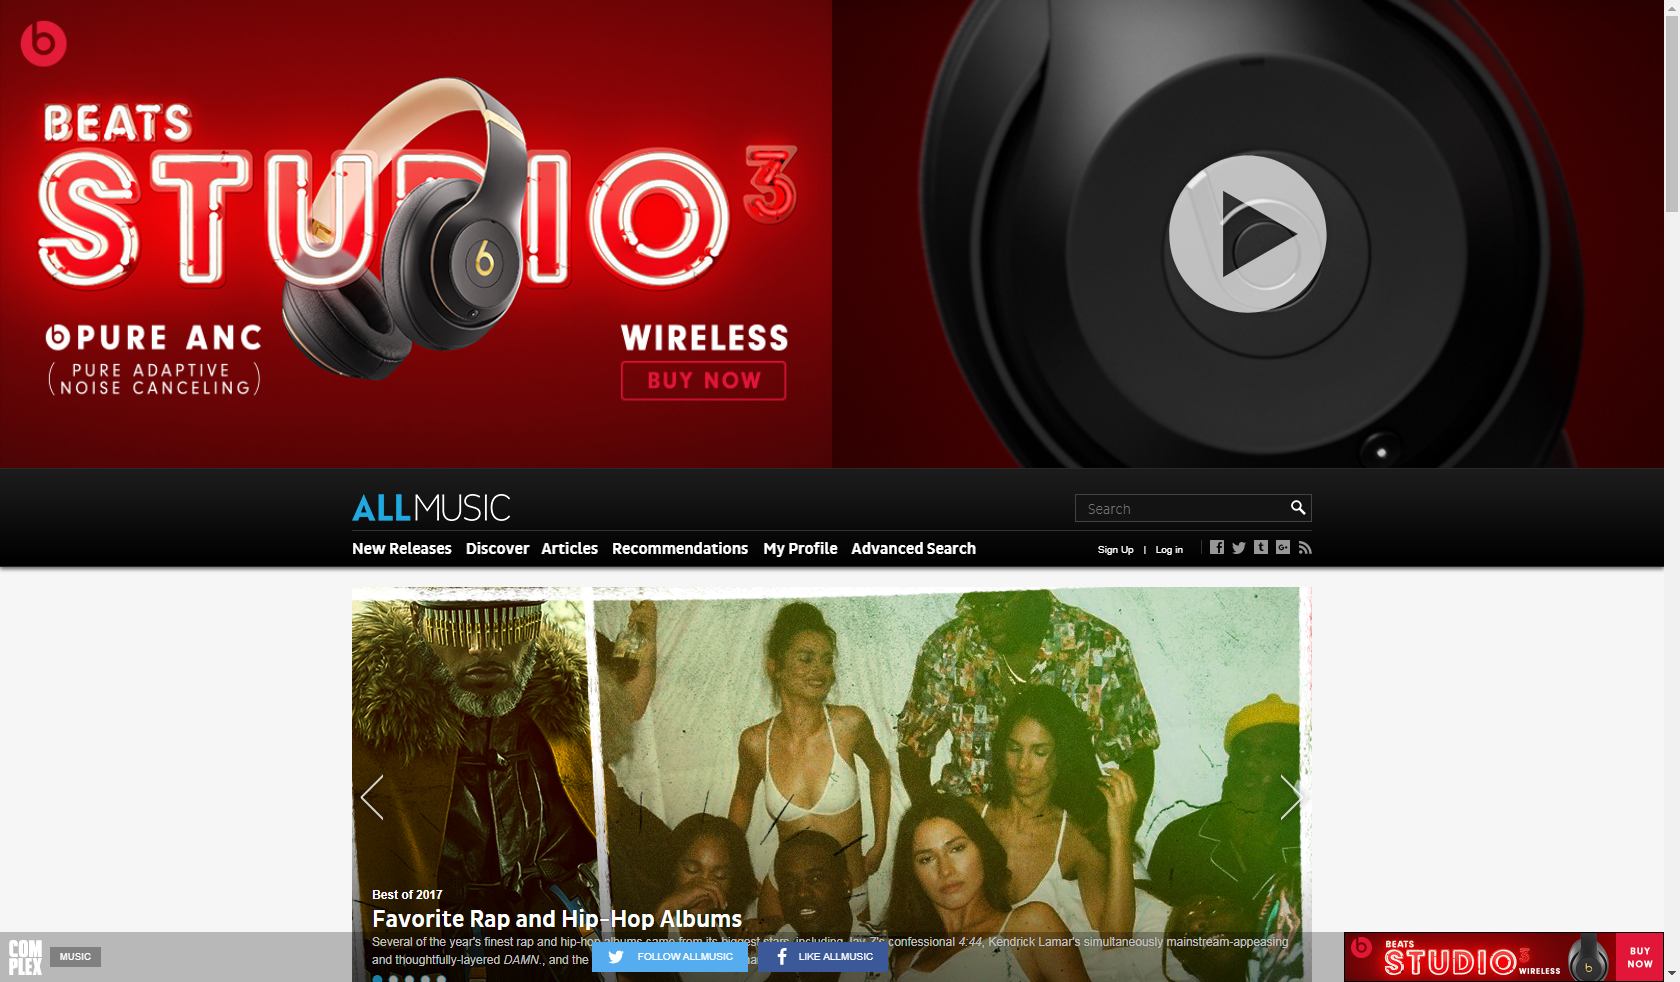 BEATS
STUDIO3
PURE ANC
(PURE ADAPTIVE
NOISE CANCELING)
WIRELESS
BUY NOW
ALLMUSIC
Search
New Releases Discover Articles Recommendations My Profile Advanced Search
Sign Up | Log in
Best of 2017
Favorite Rap and Hip-Hop Albums
Several of the year's finest rap and hip-hop albums came from its biggest stars, including Jay-Z's confessional 4:44, Kendrick Lamar's simultaneously mainstream-appeasing
and thoughtfully-layered DAMN., and the
COMPLEX
MUSIC
FOLLOW ALLMUSIC
LIKE ALLMUSIC
BEATS
STUDIO3 WIRELESS
BUY
NOW